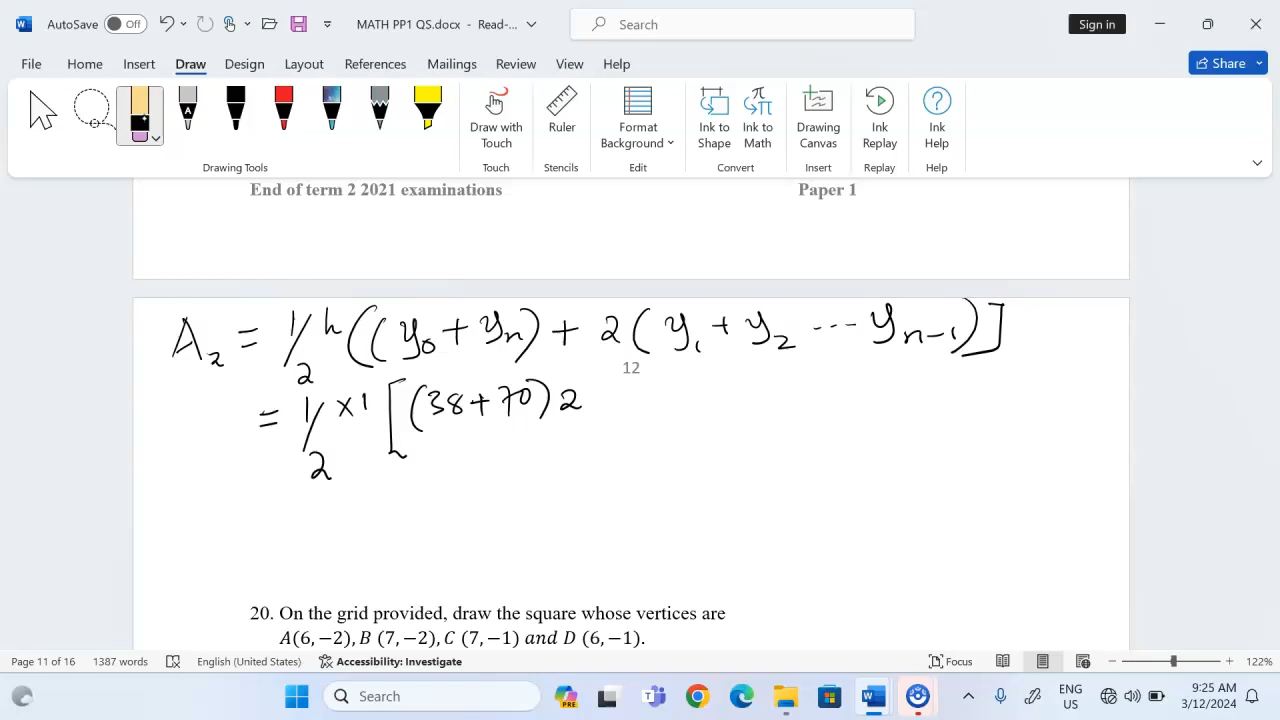 AutoSave Off MATH PP1 QS.docx - Read-... Search Sign in
File Home Insert Draw Design Layout References Mailings Review View Help Share
Draw with Touch Ruler Format Background Ink to Shape Ink to Math Drawing Canvas Ink Replay Ink Help
Drawing Tools Touch Stencils Edit Convert Insert Replay Help
End of term 2 2021 examinations Paper 1
A₂ = 1/2 h((y₀ + yₙ) + 2(y₁ + y₂ ... yₙ₋₁)]
12
= 1/2 × 1 [(38 + 70) 2
20. On the grid provided, draw the square whose vertices are
A(6, −2), B (7, −2), C (7, −1) and D (6, −1).
Page 11 of 16 1387 words English (United States) Accessibility: Investigate Focus 122%
Search PRE ENG US 9:25 AM 3/12/2024